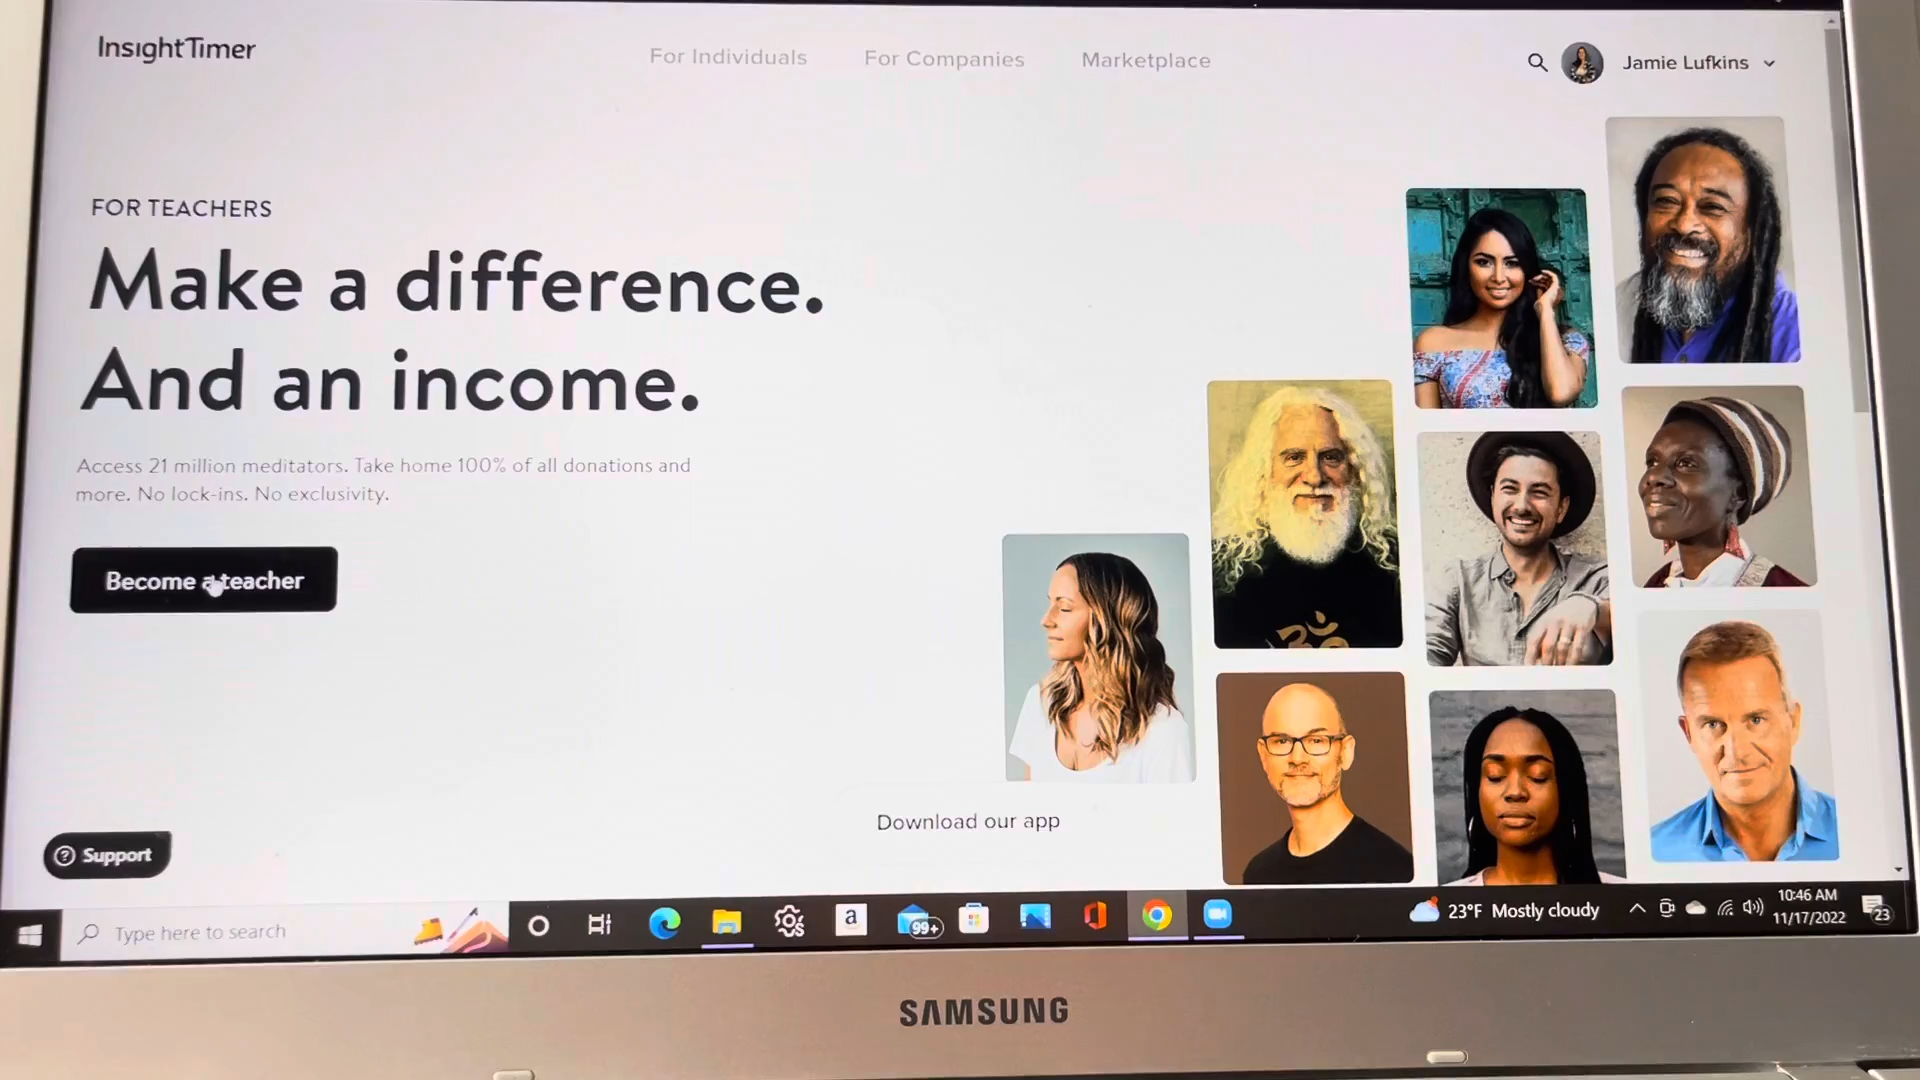 InsightTimer
For Individuals
For Companies
Marketplace
Jamie Lufkins
FOR TEACHERS
Make a difference.
And an income.
Access 21 million meditators. Take home 100% of all donations and
more. No lock-ins. No exclusivity.
Become a teacher
Download our app
Support
Type here to search
a
99+
23°F Mostly cloudy
10:46 AM
11/17/2022
23
SAMSUNG